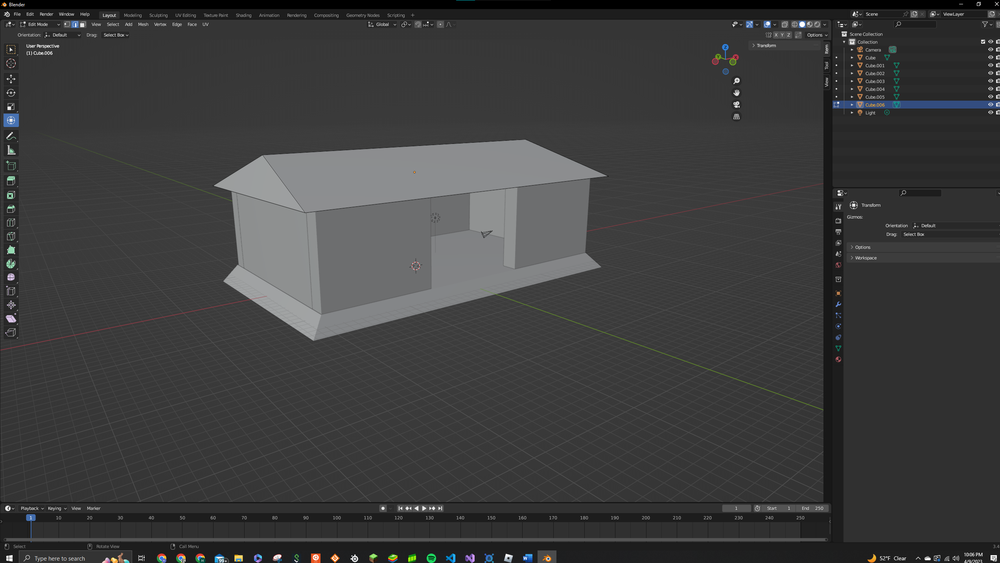 Blender
File Edit Render Window Help Layout Modeling Sculpting UV Editing Texture Paint Shading Animation Rendering Compositing Geometry Nodes Scripting +
Scene
ViewLayer
Edit Mode View Select Add Mesh Vertex Edge Face UV
Global
Orientation: Default Drag: Select Box
X Y Z Options
User Perspective
(1) Cube.006
Z
Y
X
Transform
Item
Tool
View
Scene Collection
Collection
Camera
Cube
Cube.001
Cube.002
Cube.003
Cube.004
Cube.005
Cube.006
Light
Transform
Gizmos:
Orientation Default
Drag: Select Box
Options
Workspace
Playback Keying View Marker
1 Start 1 End 250
1 10 20 30 40 50 60 70 80 90 100 110 120 130 140 150 160 170 180 190 200 210 220 230 240 250
Select Rotate View Call Menu
3.4
Type here to search
99+
52°F Clear
10:06 PM
4/9/2023